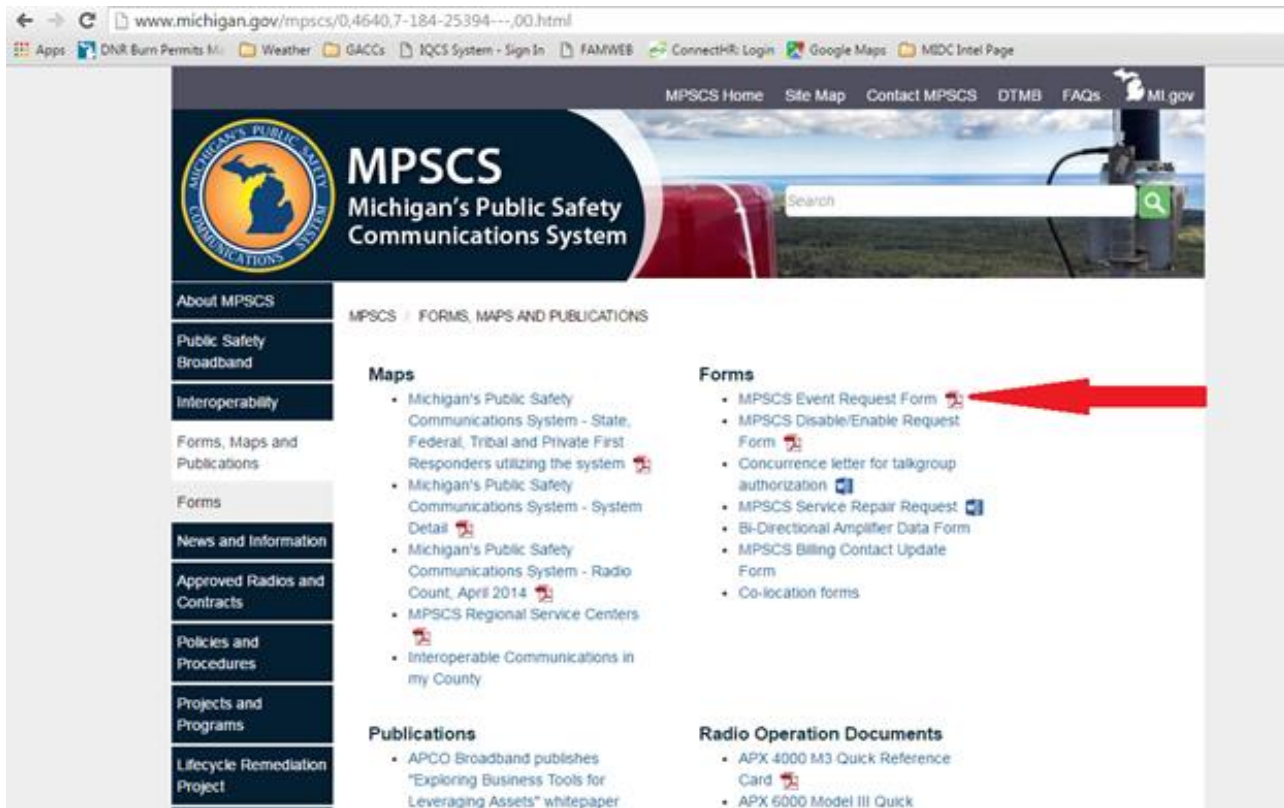 www.michigan.gov/mpscs/0,4640,7-184-25394---,00.html
Apps DNR Burn Permits Weather GACCs IQCS System - Sign In FAMWEB ConnectHR: Login Google Maps MIDC Intel Page
MPSCS Home Site Map Contact MPSCS DTMB FAQs MI.gov
MICHIGAN'S PUBLIC SAFETY
COMMUNICATIONS SYSTEM
MPSCS
Michigan's Public Safety
Communications System
Search
About MPSCS
Public Safety
Broadband
Interoperability
Forms, Maps and
Publications
Forms
News and Information
Approved Radios and
Contracts
Policies and
Procedures
Projects and
Programs
Lifecycle Remediation
Project
MPSCS / FORMS, MAPS AND PUBLICATIONS
Maps
• Michigan's Public Safety
Communications System - State,
Federal, Tribal and Private First
Responders utilizing the system
• Michigan's Public Safety
Communications System - System
Detail
• Michigan's Public Safety
Communications System - Radio
Count, April 2014
• MPSCS Regional Service Centers
• Interoperable Communications in
my County
Forms
• MPSCS Event Request Form
• MPSCS Disable/Enable Request
Form
• Concurrence letter for talkgroup
authorization
• MPSCS Service Repair Request
• Bi-Directional Amplifier Data Form
• MPSCS Billing Contact Update
Form
• Co-location forms
Publications
• APCO Broadband publishes
"Exploring Business Tools for
Leveraging Assets" whitepaper
Radio Operation Documents
• APX 4000 M3 Quick Reference
Card
• APX 6000 Model III Quick